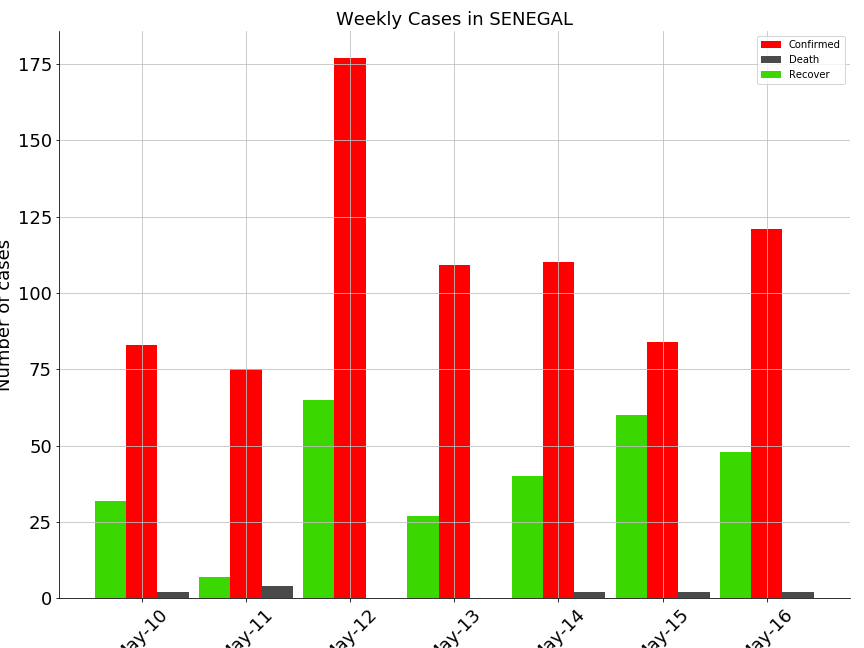 Weekly Cases in SENEGAL
Confirmed
Death
Recover
Number of cases
175
150
125
100
75
50
25
0
May-10
May-11
May-12
May-13
May-14
May-15
May-16